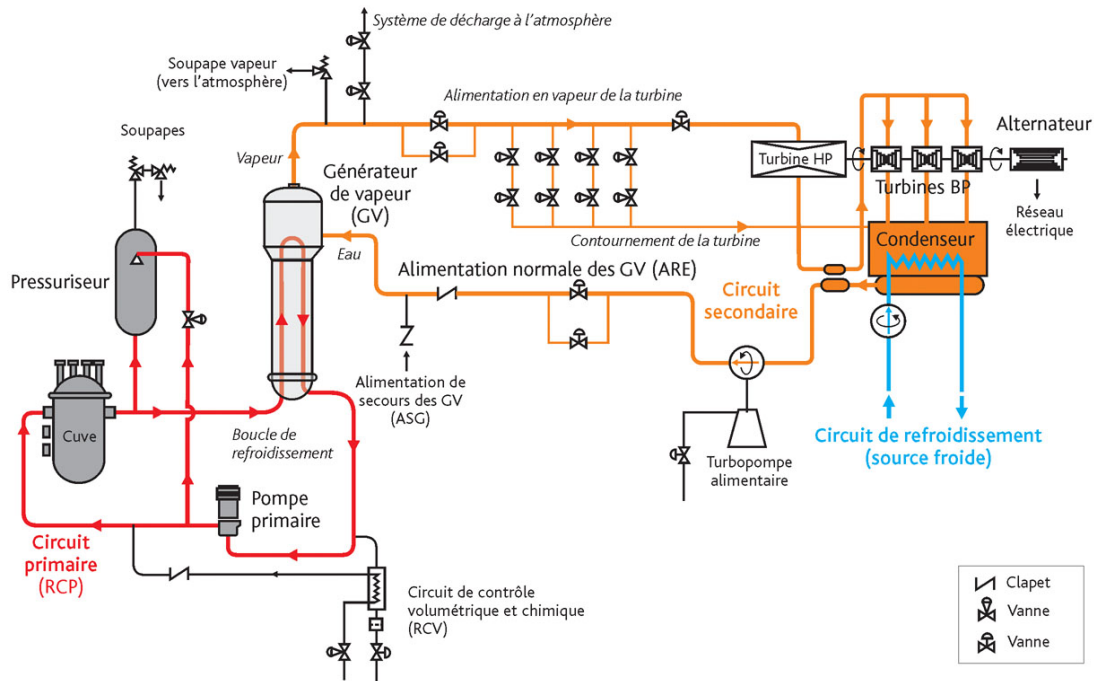 Système de décharge à l'atmosphère
Soupape vapeur
(vers l'atmosphère)
Alimentation en vapeur de la turbine
Soupapes
Vapeur
Générateur
de vapeur
(GV)
Turbine HP
Alternateur
Turbines BP
Réseau
électrique
Contournement de la turbine
Condenseur
Eau
Pressuriseur
Alimentation normale des GV (ARE)
Circuit
secondaire
Alimentation de
secours des GV
(ASG)
Cuve
Boucle de
refroidissement
Circuit de refroidissement
(source froide)
Turbopompe
alimentaire
Pompe
primaire
Circuit
primaire
(RCP)
Circuit de contrôle
volumétrique et chimique
(RCV)
Clapet
Vanne
Vanne